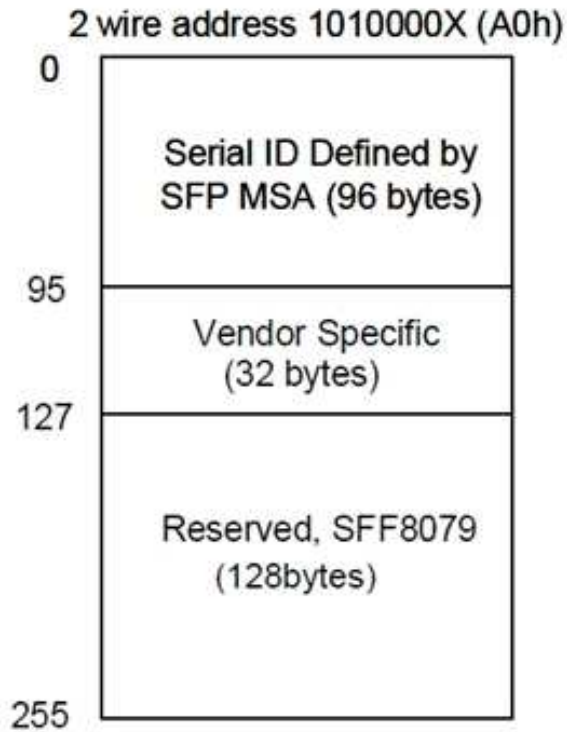 2 wire address 1010000X (A0h)
0
Serial ID Defined by
SFP MSA (96 bytes)
95
Vendor Specific
(32 bytes)
127
Reserved, SFF8079
(128bytes)
255